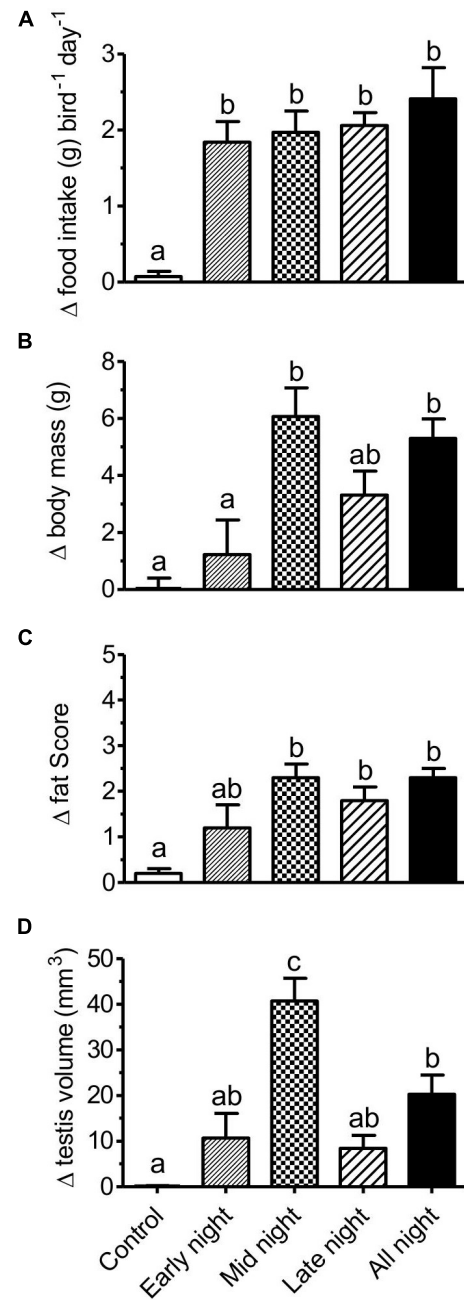 A
Δ food intake (g) bird⁻¹ day⁻¹
3
2
1
0
a
b
b
b
b
B
Δ body mass (g)
8
6
4
2
0
a
a
b
ab
b
C
Δ fat Score
5
4
3
2
1
0
a
ab
b
b
b
D
Δ testis volume (mm³)
50
40
30
20
10
0
a
ab
c
ab
b
Control
Early night
Mid night
Late night
All night